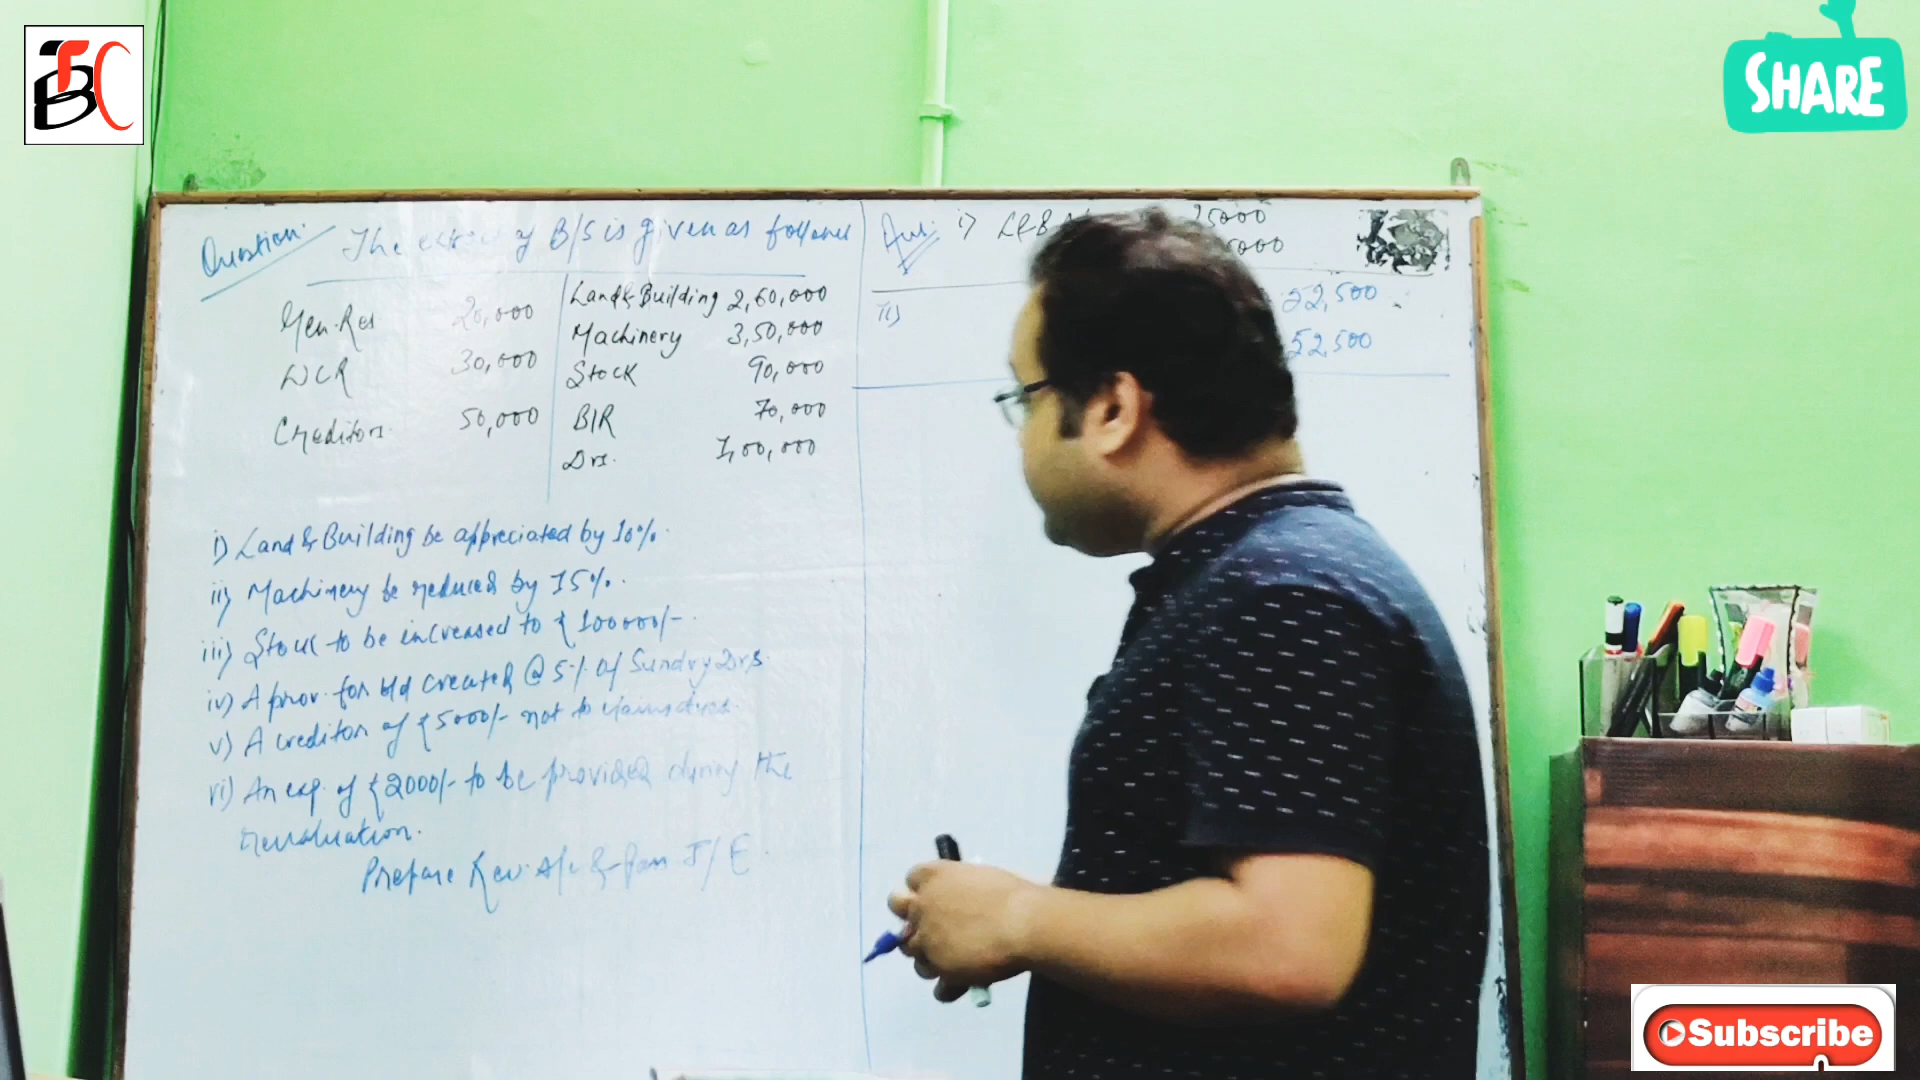 TBC
SHARE
Question:
The extract of B/S is given as follows
Gen. Res 20,000
WCR 30,000
Creditors. 50,000
Land & Building 2,60,000
Machinery 3,50,000
Stock 90,000
B/R 70,000
Drs. 1,00,000
i) Land & Building be appreciated by 10%.
ii) Machinery be reduced by 15%.
iii) Stock to be increased to ₹ 100000/-.
iv) A prov. for b/d created @ 5% of Sundry Drs.
v) A creditor of ₹5000/- not to claims dues.
vi) An exp. of ₹2000/- to be provided during the
revaluation.
Prepare Rev. A/c & pass J/E.
Ans: i)
000
ii) 52,500
52,500
Subscribe